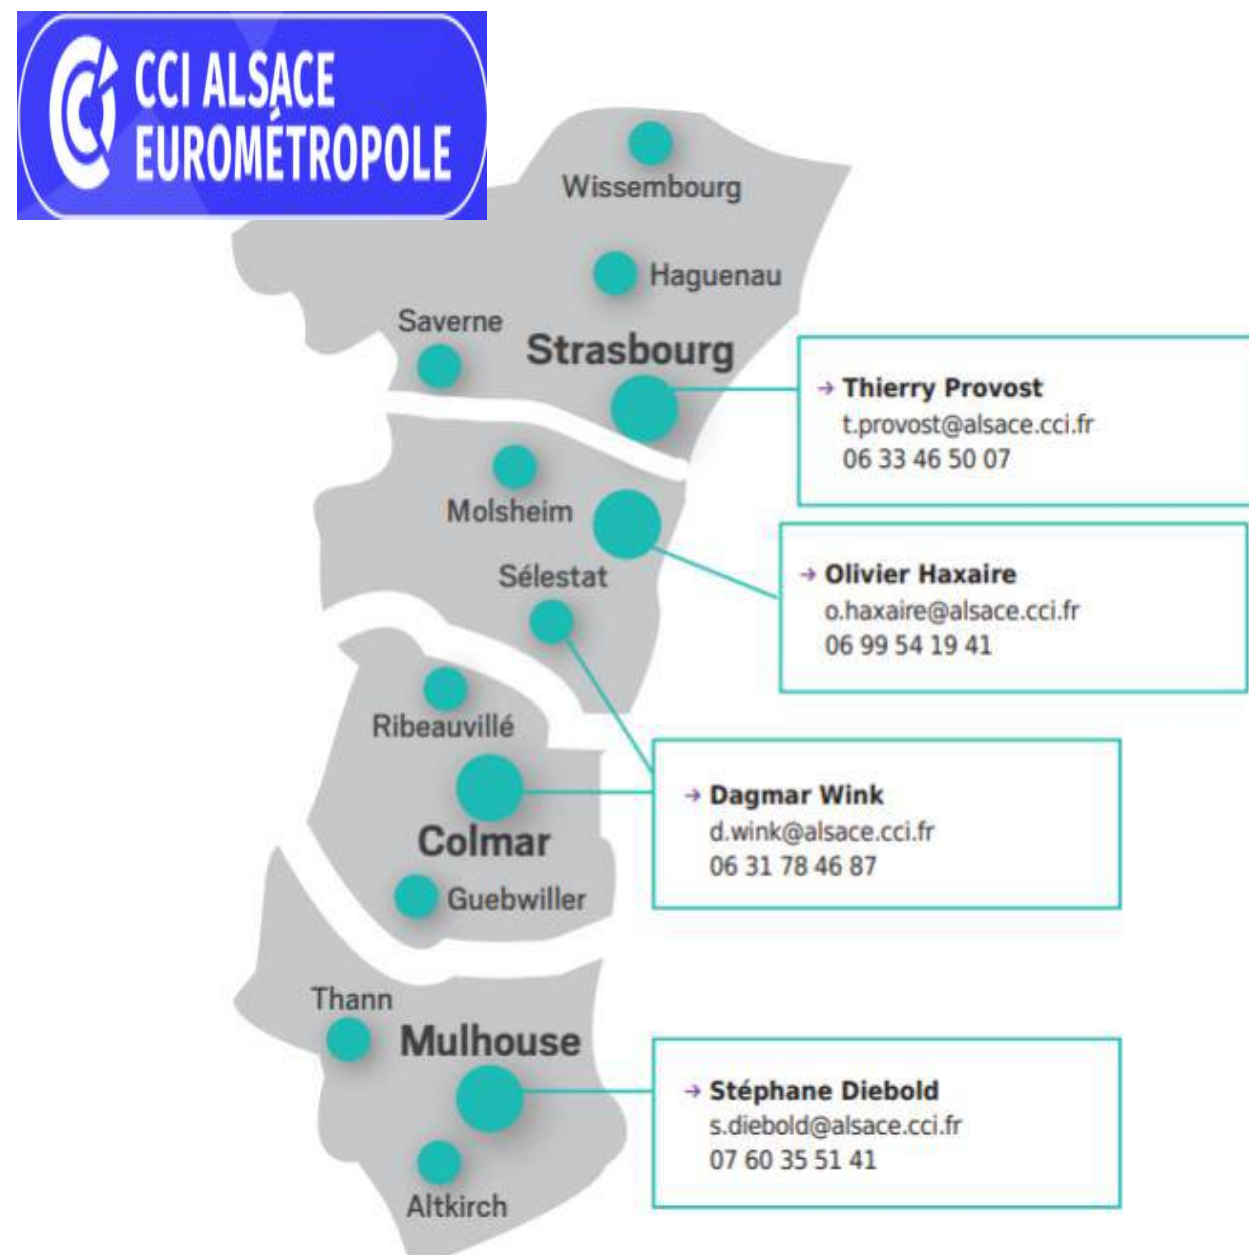 CCI ALSACE
EUROMÉTROPOLE
Wissembourg
Haguenau
Saverne
Strasbourg
→ Thierry Provost
t.provost@alsace.cci.fr
06 33 46 50 07
Molsheim
Sélestat
→ Olivier Haxaire
o.haxaire@alsace.cci.fr
06 99 54 19 41
Ribeauvillé
Colmar
Guebwiller
→ Dagmar Wink
d.wink@alsace.cci.fr
06 31 78 46 87
Thann
Mulhouse
Altkirch
→ Stéphane Diebold
s.diebold@alsace.cci.fr
07 60 35 51 41